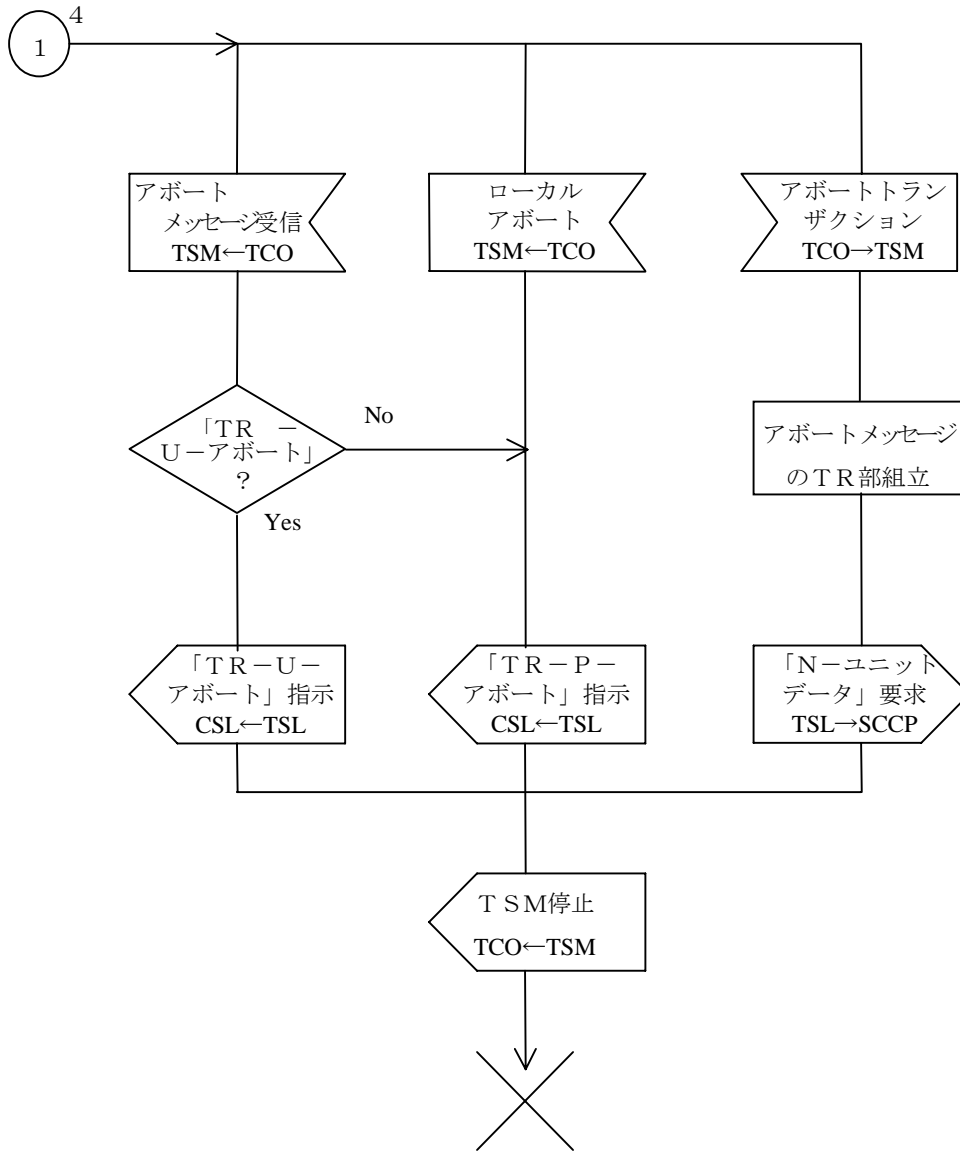 4
1
アボート
メッセージ受信
TSM←TCO
ローカル
アボート
TSM←TCO
アボートトラン
ザクション
TCO→TSM
「ＴＲ －
Ｕ－アボート」
？
No
Yes
アボートメッセージ
のＴＲ部組立
「ＴＲ－Ｕ－
アボート」指示
CSL←TSL
「ＴＲ－Ｐ－
アボート」指示
CSL←TSL
「Ｎ－ユニット
データ」要求
TSL→SCCP
ＴＳＭ停止
TCO←TSM